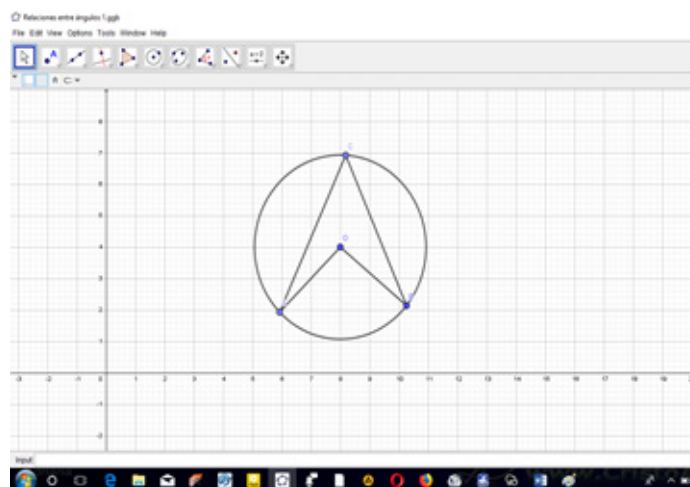 Relaciones entre ángulos 1.ggb
File Edit View Options Tools Window Help
a=2
8
7
6
5
4
3
2
1
-3 -2 -1 0 1 2 3 4 5 6 7 8 9 10 11 12 13 14 15 16 17 18 19
-1
-2
C
O
Input: